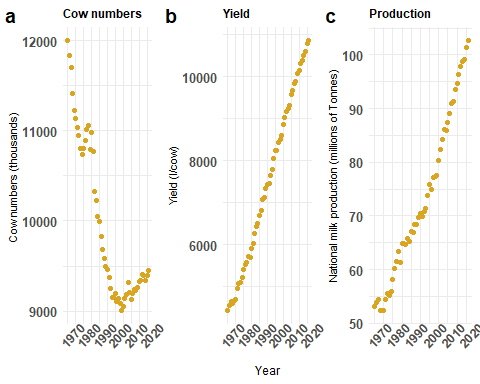 a Cow numbers
b Yield
c Production
Cownumbers (thousands)
12000
11000
10000
9000
1970 1980 1990 2000 2010 2020
Yield (l/cow)
10000
8000
6000
1970 1980 1990 2000 2010 2020
National milk production (millions of Tonnes)
100
90
80
70
60
50
1970 1980 1990 2000 2010 2020
Year